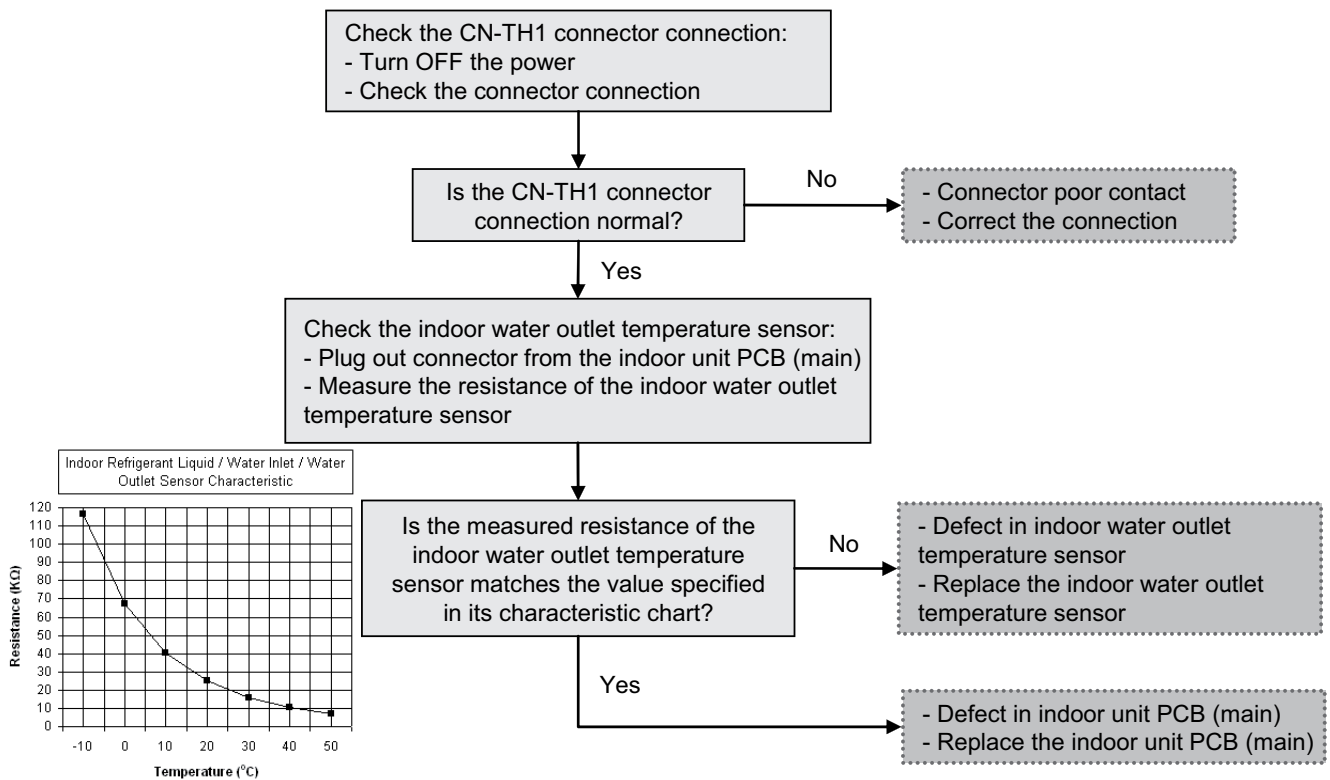 Check the CN-TH1 connector connection:
- Turn OFF the power
- Check the connector connection
Is the CN-TH1 connector
connection normal?
No
- Connector poor contact
- Correct the connection
Yes
Check the indoor water outlet temperature sensor:
- Plug out connector from the indoor unit PCB (main)
- Measure the resistance of the indoor water outlet
temperature sensor
Indoor Refrigerant Liquid / Water Inlet / Water
Outlet Sensor Characteristic
Resistance (KΩ)
120
110
100
90
80
70
60
50
40
30
20
10
0
-10 0 10 20 30 40 50
Temperature (°C)
Is the measured resistance of the
indoor water outlet temperature
sensor matches the value specified
in its characteristic chart?
No
- Defect in indoor water outlet
temperature sensor
- Replace the indoor water outlet
temperature sensor
Yes
- Defect in indoor unit PCB (main)
- Replace the indoor unit PCB (main)